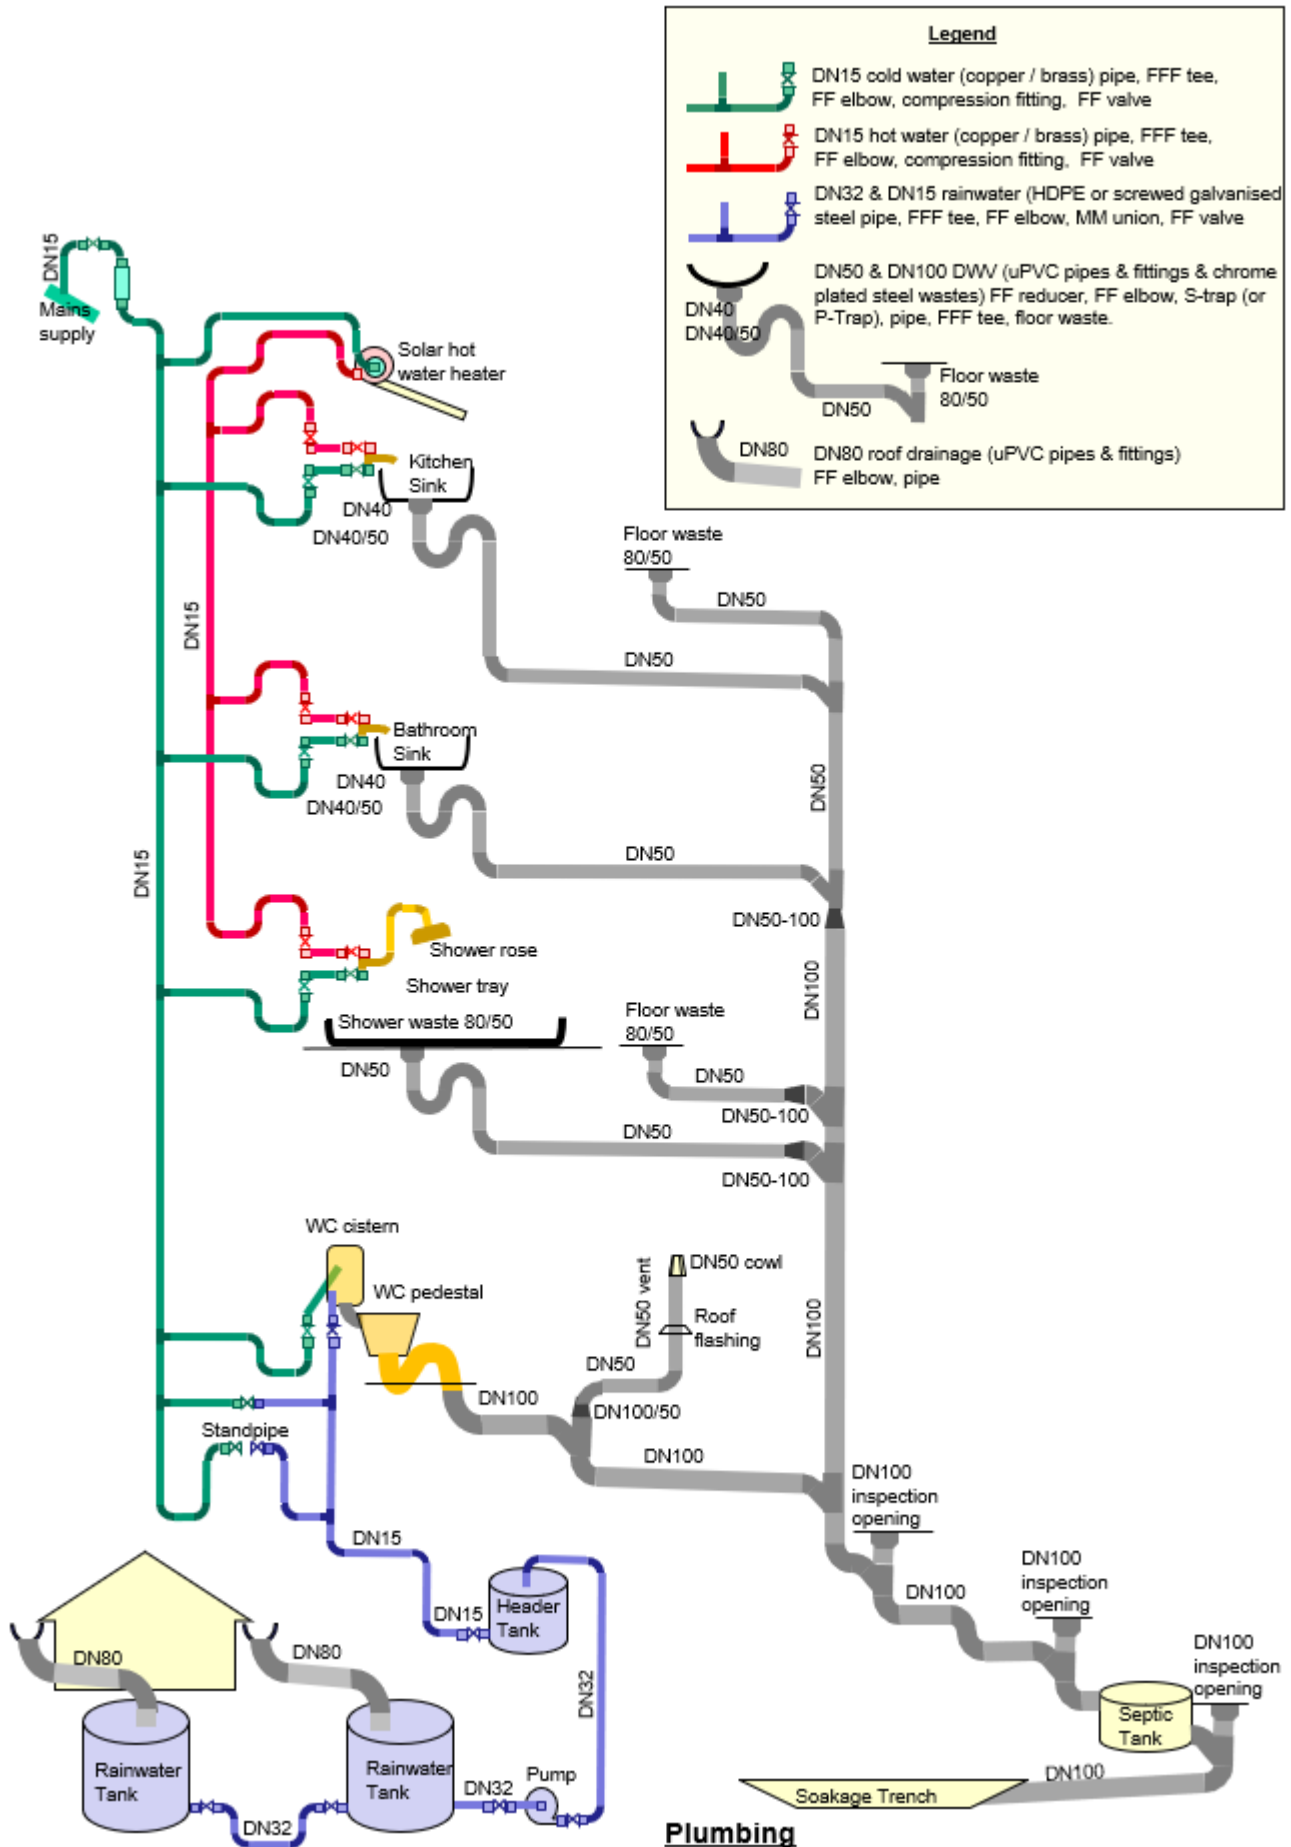 Legend
DN15 cold water (copper / brass) pipe, FFF tee,
FF elbow, compression fitting, FF valve
DN15 hot water (copper / brass) pipe, FFF tee,
FF elbow, compression fitting, FF valve
DN32 & DN15 rainwater (HDPE or screwed galvanised
steel pipe, FFF tee, FF elbow, MM union, FF valve
DN50 & DN100 DWV (uPVC pipes & fittings & chrome
plated steel wastes) FF reducer, FF elbow, S-trap (or
P-Trap), pipe, FFF tee, floor waste.
DN40
DN40/50
DN50
Floor waste
80/50
DN80
DN80 roof drainage (uPVC pipes & fittings)
FF elbow, pipe
DN15
Mains
supply
Solar hot
water heater
Kitchen
Sink
DN40
DN40/50
Floor waste
80/50
DN50
DN15
DN50
Bathroom
Sink
DN40
DN40/50
DN50
DN50
DN15
DN50-100
Shower rose
Shower tray
Shower waste 80/50
DN50
DN100
Floor waste
80/50
DN50
DN50-100
DN50
DN50-100
WC cistern
WC pedestal
DN50 vent
DN50 cowl
Roof
flashing
DN100
DN50
DN100
DN100/50
DN100
Standpipe
DN15
DN15
Header
Tank
DN32
DN100
inspection
opening
DN100
DN100
inspection
opening
DN100
inspection
opening
Septic
Tank
DN100
Soakage Trench
DN80
DN80
Rainwater
Tank
Rainwater
Tank
DN32
DN32
Pump
Plumbing